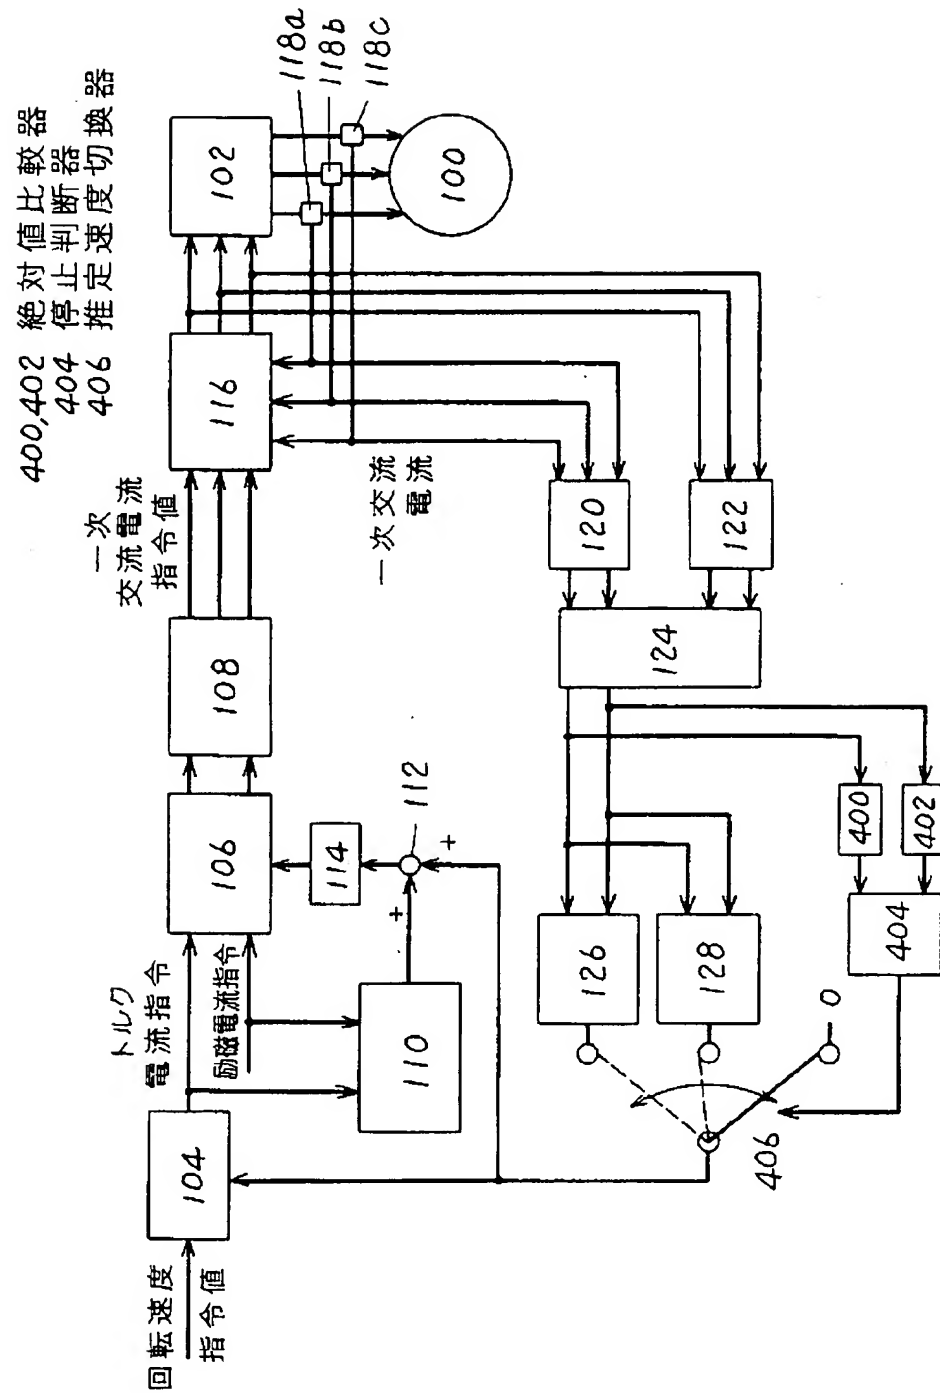 400,402 絶対値比較器
404 停止判断器
406 推定速度切換器
回転速度
指令値
104
トルク
電流指令
励磁電流指令
106
108
一次
交流電流
指令値
116
102
118a
118b
118c
100
110
+
112
+
114
一次交流
電流
120
122
124
126
128
400
402
404
406
0